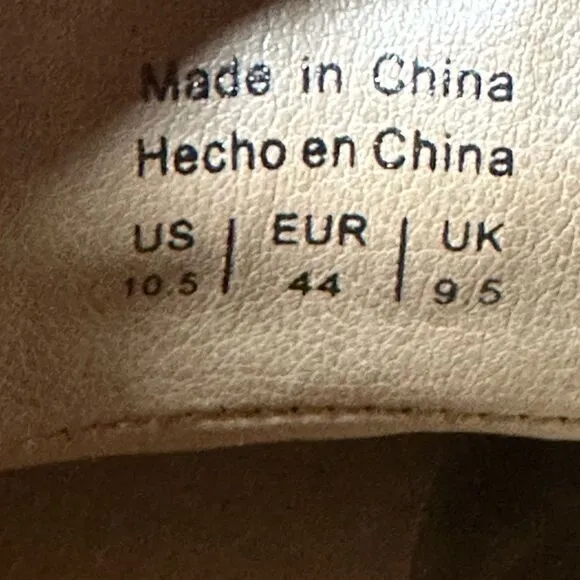 Made in China
Hecho en China
US | EUR | UK
10.5 | 44 | 9.5